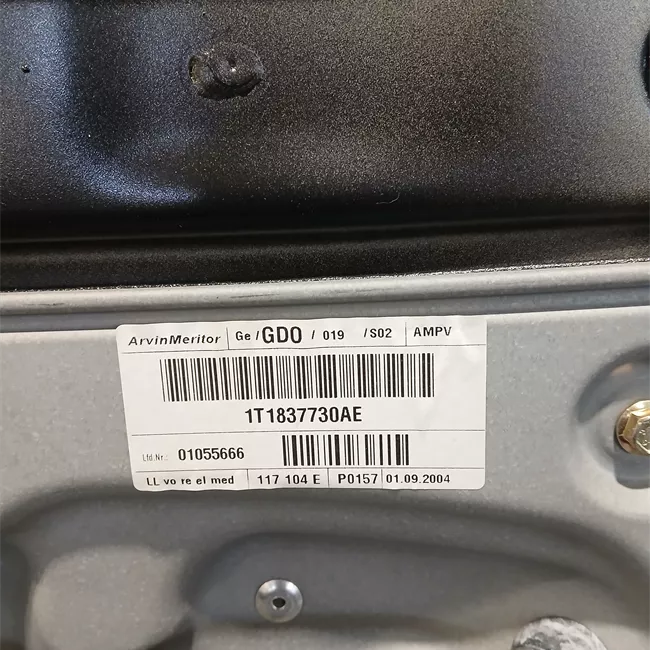 ArvinMeritor Ge / GDO / 019 / S02 AMPV
1T1837730AE
Lfd.Nr.: 01055666
LL vo re el med 117 104 E P0157 01.09.2004